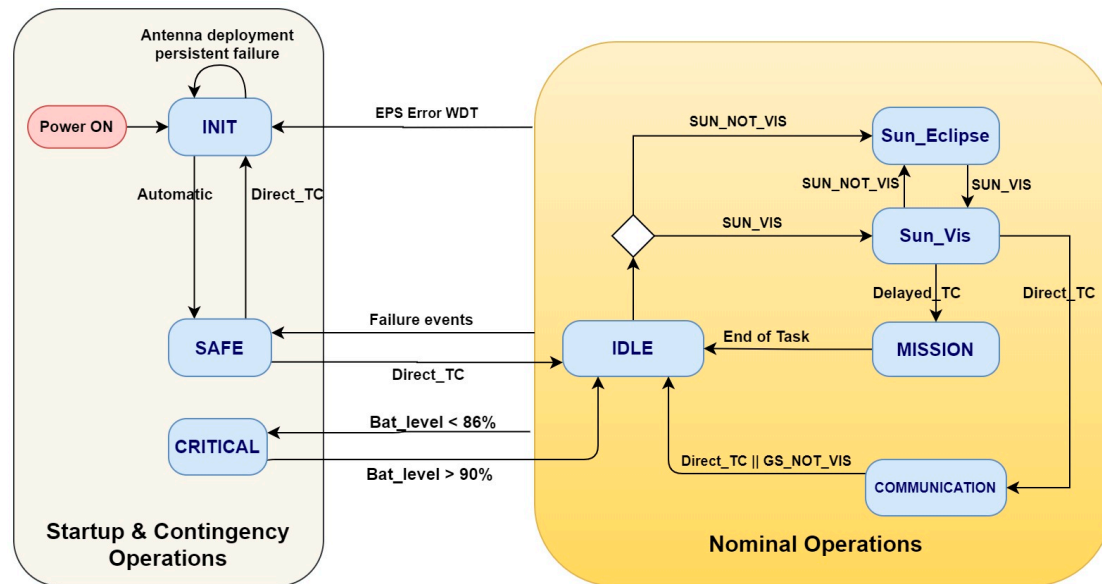 Antenna deployment
persistent failure
Power ON
INIT
EPS Error WDT
Automatic
Direct_TC
SAFE
Failure events
Direct_TC
CRITICAL
Bat_level < 86%
Bat_level > 90%
Startup & Contingency
Operations
SUN_NOT_VIS
Sun_Eclipse
SUN_NOT_VIS
SUN_VIS
SUN_VIS
Sun_Vis
Delayed_TC
Direct_TC
IDLE
End of Task
MISSION
Direct_TC || GS_NOT_VIS
COMMUNICATION
Nominal Operations